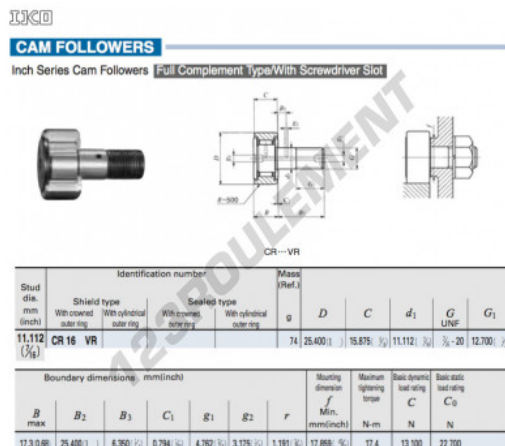 IKO
CAM FOLLOWERS
Inch Series Cam Followers Full Complement Type/With Screwdriver Slot
C
D
R=500
B
CR…VR
123ROULEMENT
Identification number Mass (Ref.)
Stud dia. mm (inch)
Shield type Sealed type
With crowned outer ring With cylindrical outer ring With crowned outer ring With cylindrical outer ring
g D C d1 G UNF G1
11.112 CR 16 VR 74 25.400(1 ) 15.875( 11.112( - 20 12.700(
Boundary dimensions mm(inch)
Mounting dimension f Min. mm(inch)
Maximum tightening torque N-m
Basic dynamic load rating C N
Basic static load rating C0 N
B max B2 B3 C1 g1 g2 r
25.400(1 ) 6.350( 0.794( 4.762( 3.175( 1.191( 17.859( 17.4 13 100 22 700